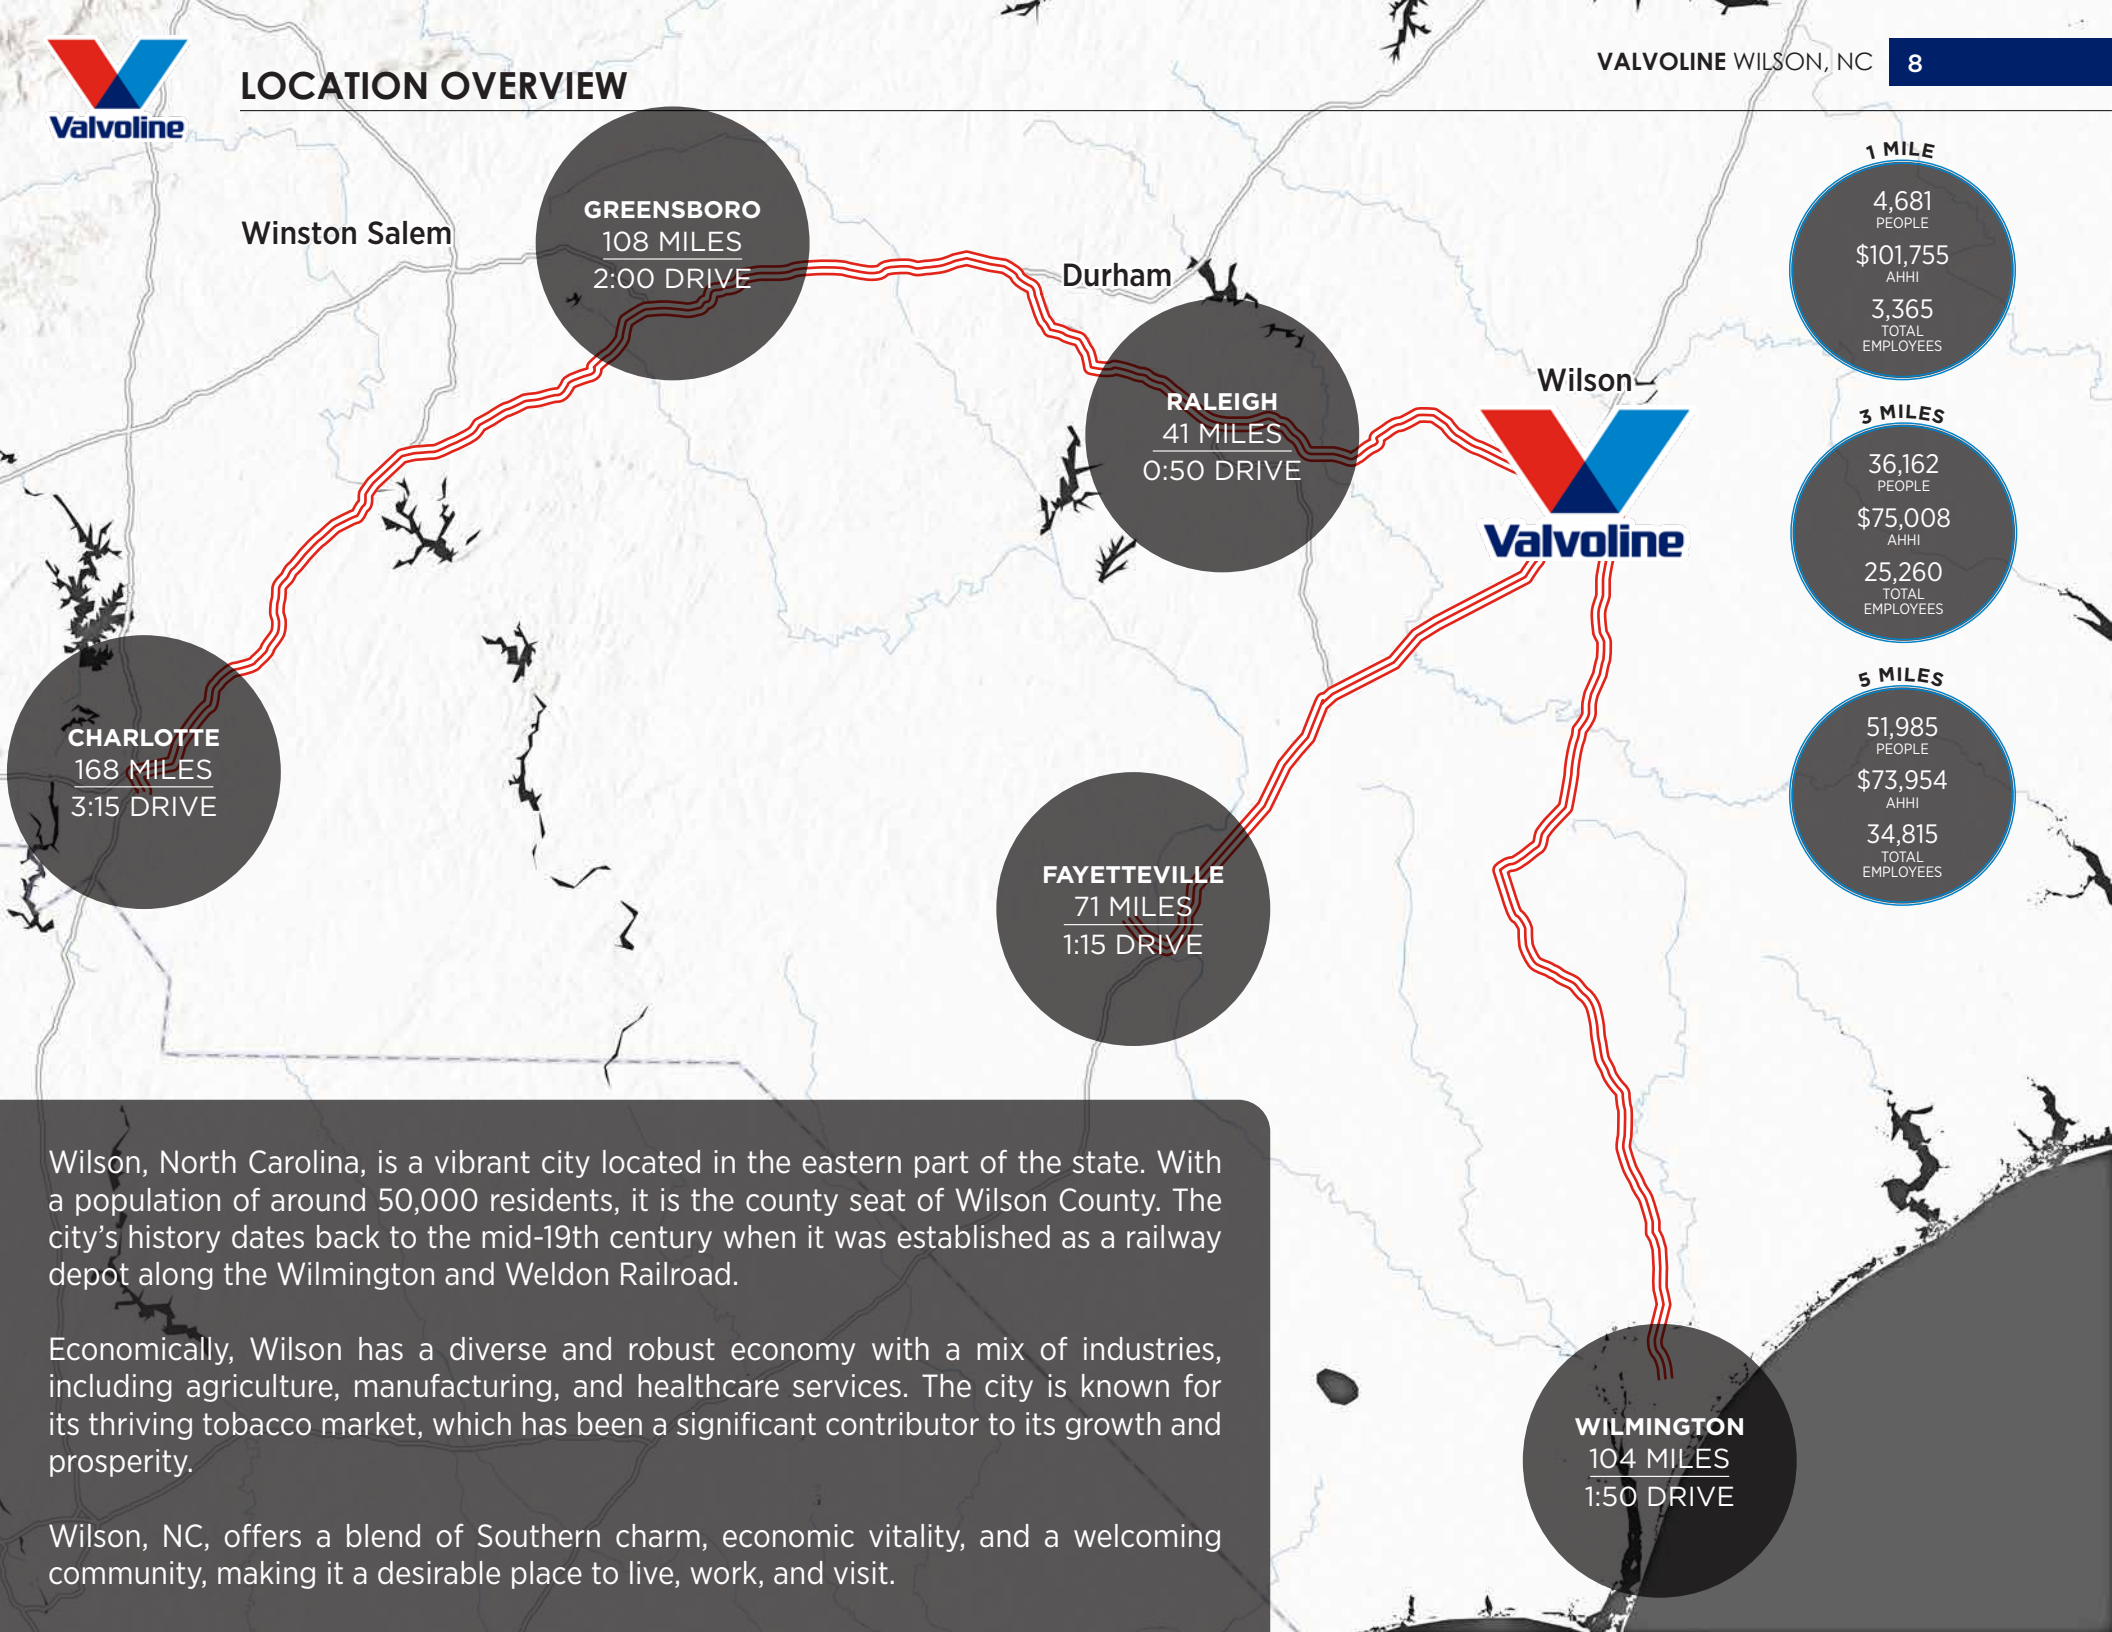 Valvoline
LOCATION OVERVIEW
VALVOLINE WILSON, NC
8
1 MILE
4,681
PEOPLE
$101,755
AHHI
3,365
TOTAL
EMPLOYEES
3 MILES
36,162
PEOPLE
$75,008
AHHI
25,260
TOTAL
EMPLOYEES
5 MILES
51,985
PEOPLE
$73,954
AHHI
34,815
TOTAL
EMPLOYEES
Winston Salem
GREENSBORO
108 MILES
2:00 DRIVE
Durham
RALEIGH
41 MILES
0:50 DRIVE
Wilson
Valvoline
CHARLOTTE
168 MILES
3:15 DRIVE
FAYETTEVILLE
71 MILES
1:15 DRIVE
WILMINGTON
104 MILES
1:50 DRIVE
Wilson, North Carolina, is a vibrant city located in the eastern part of the state. With
a population of around 50,000 residents, it is the county seat of Wilson County. The
city’s history dates back to the mid-19th century when it was established as a railway
depot along the Wilmington and Weldon Railroad.
Economically, Wilson has a diverse and robust economy with a mix of industries,
including agriculture, manufacturing, and healthcare services. The city is known for
its thriving tobacco market, which has been a significant contributor to its growth and
prosperity.
Wilson, NC, offers a blend of Southern charm, economic vitality, and a welcoming
community, making it a desirable place to live, work, and visit.